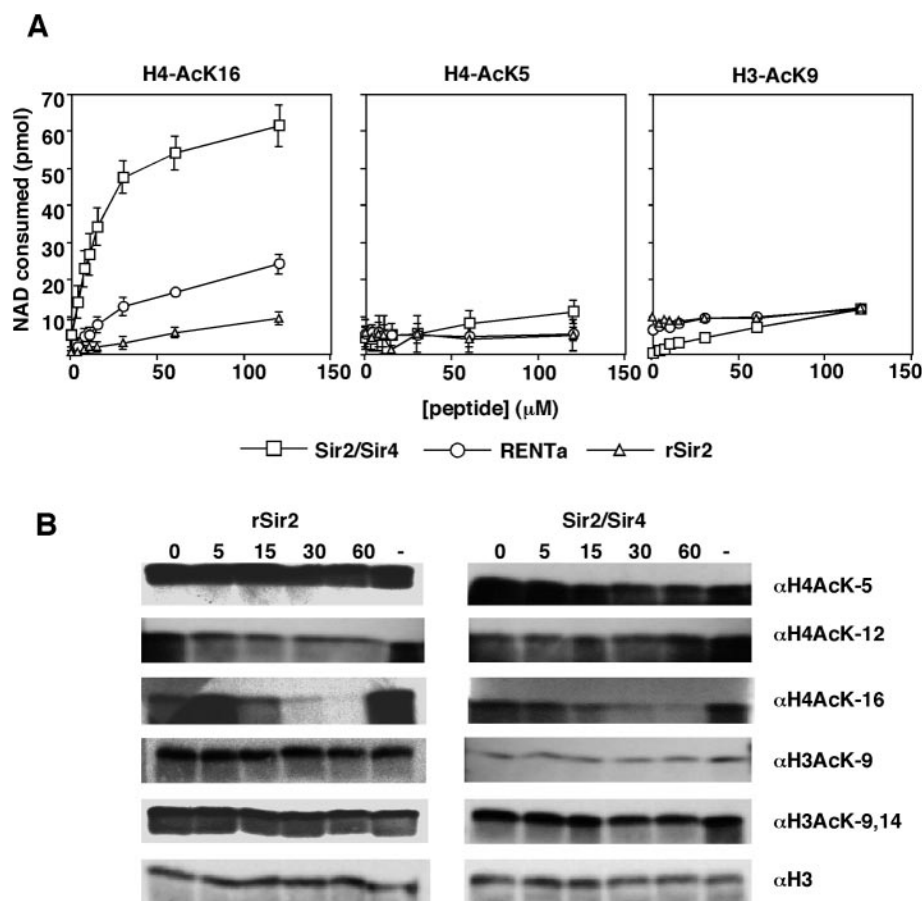 A
H4-AcK16 H4-AcK5 H3-AcK9
NAD consumed (pmol)
70
60
50
40
30
20
10
0 50 100 150 0 50 100 150 0 50 100 150
[peptide] (μM)
Sir2/Sir4 RENTa rSir2
B
rSir2 Sir2/Sir4
0 5 15 30 60 - 0 5 15 30 60 -
αH4AcK-5
αH4AcK-12
αH4AcK-16
αH3AcK-9
αH3AcK-9,14
αH3